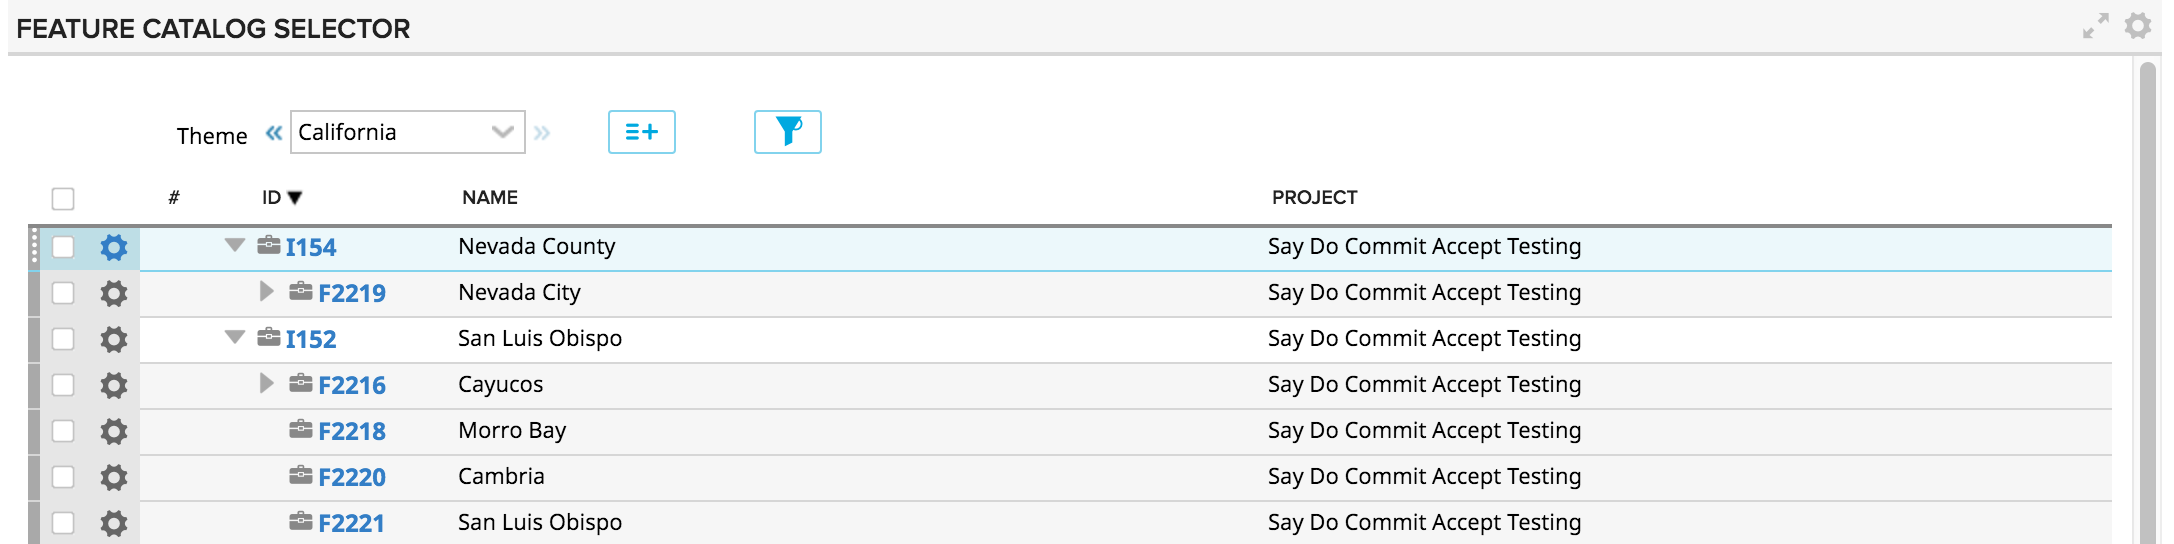 FEATURE CATALOG SELECTOR
Theme « California »
# ID ▼ NAME PROJECT
I154 Nevada County Say Do Commit Accept Testing
F2219 Nevada City Say Do Commit Accept Testing
I152 San Luis Obispo Say Do Commit Accept Testing
F2216 Cayucos Say Do Commit Accept Testing
F2218 Morro Bay Say Do Commit Accept Testing
F2220 Cambria Say Do Commit Accept Testing
F2221 San Luis Obispo Say Do Commit Accept Testing